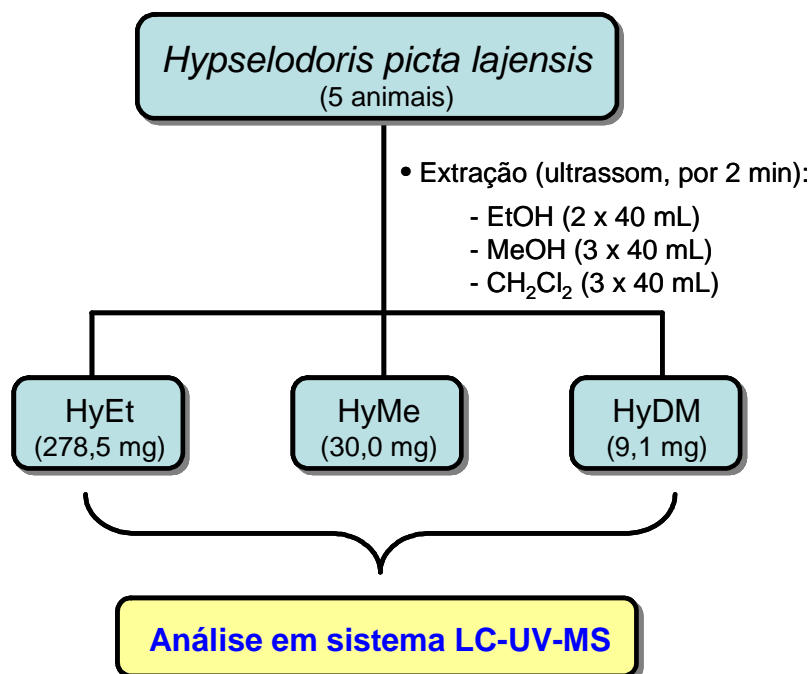 Hypselodoris picta lajensis
(5 animais)
• Extração (ultrassom, por 2 min):
- EtOH (2 x 40 mL)
- MeOH (3 x 40 mL)
- CH₂Cl₂ (3 x 40 mL)
HyEt
(278,5 mg)
HyMe
(30,0 mg)
HyDM
(9,1 mg)
Análise em sistema LC-UV-MS